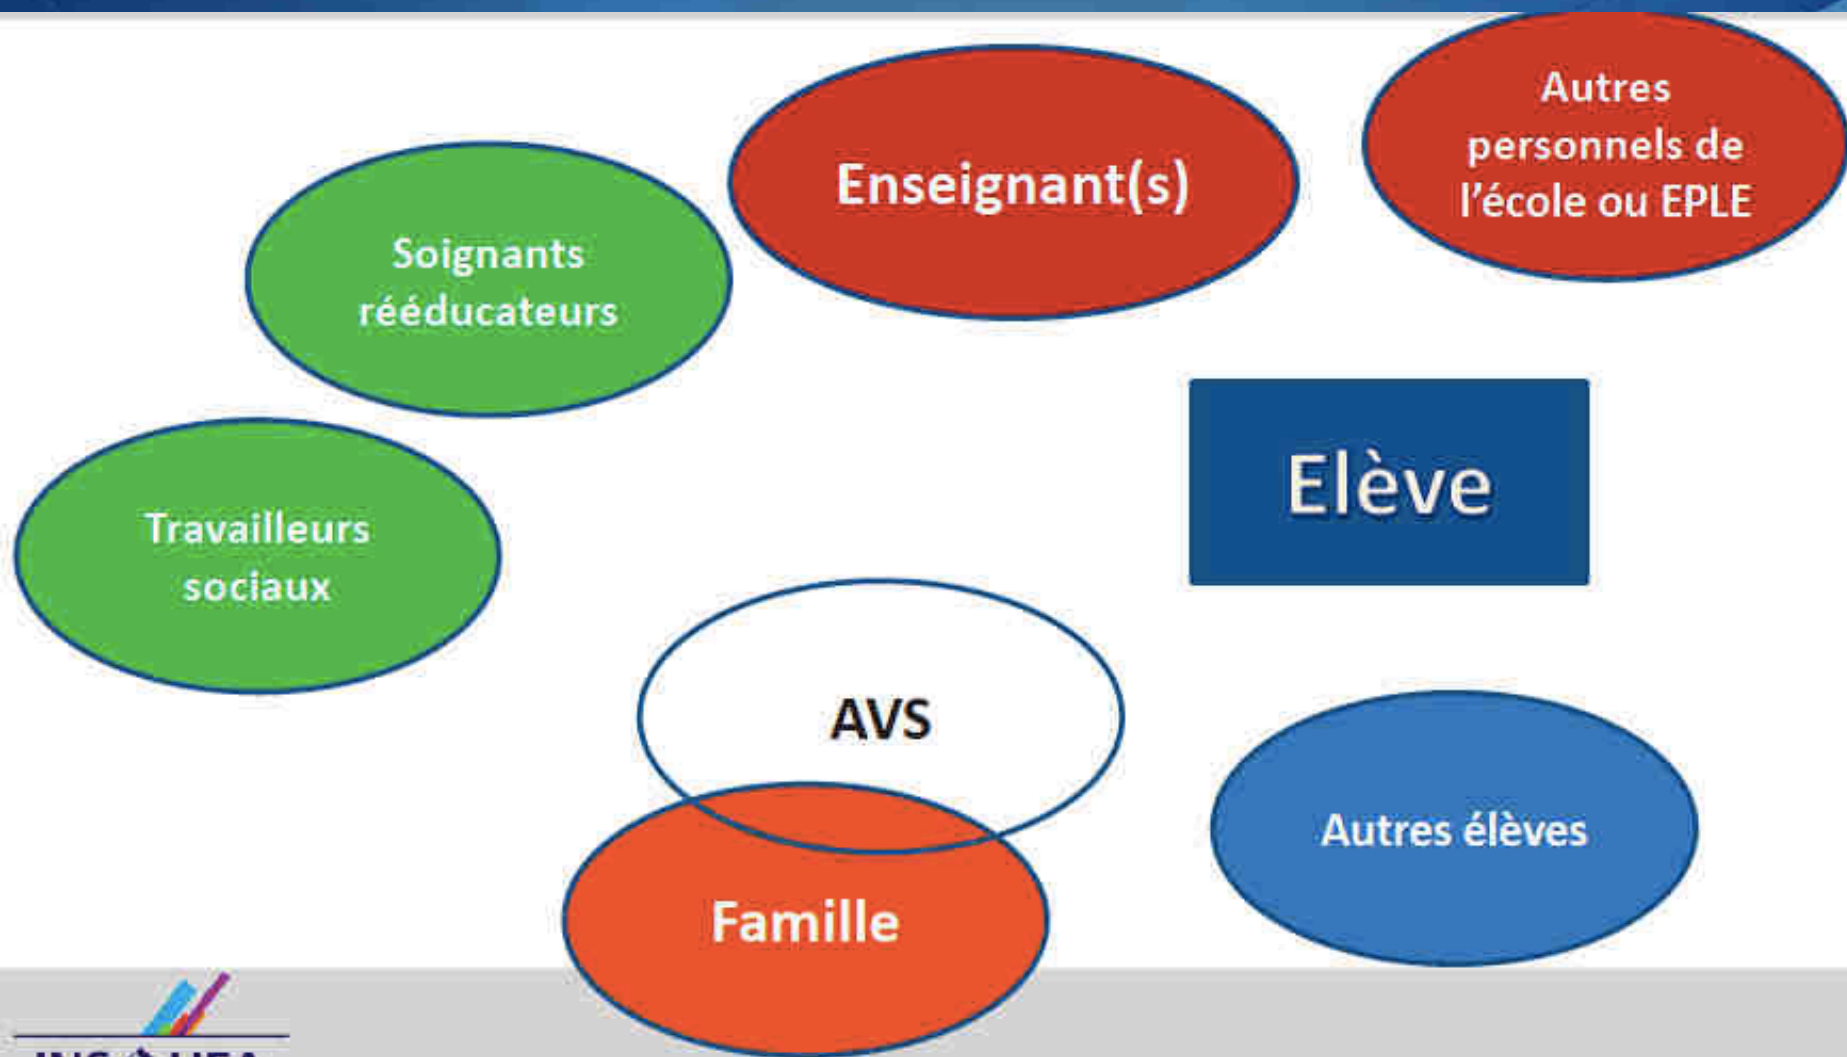 Autres
personnels de
l'école ou EPLE
Enseignant(s)
Soignants
rééducateurs
Elève
Travailleurs
sociaux
AVS
Autres élèves
Famille